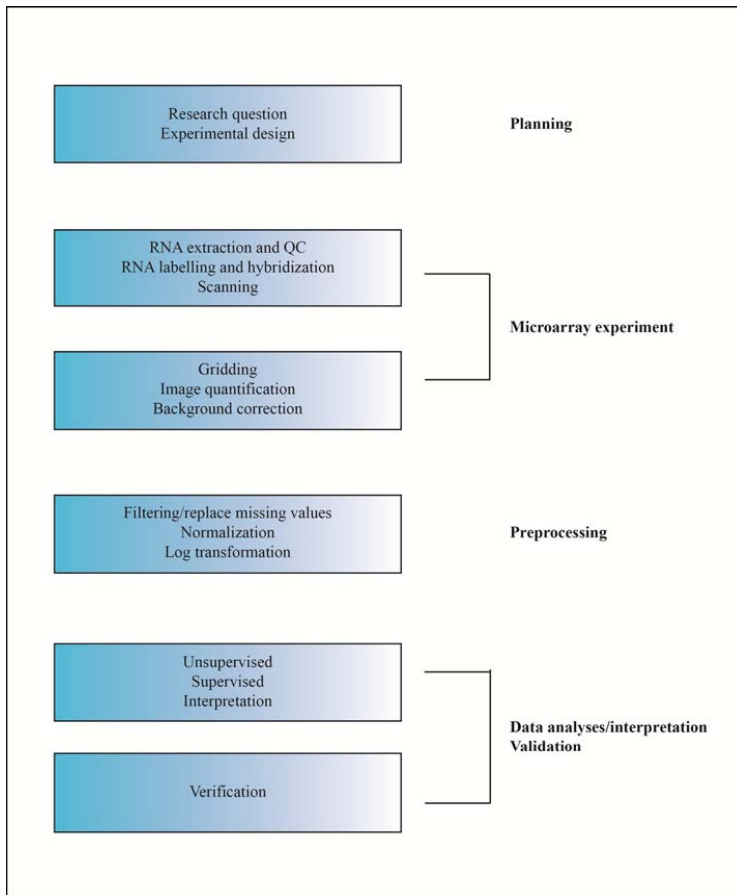 Research question
Experimental design
Planning
RNA extraction and QC
RNA labelling and hybridization
Scanning
Microarray experiment
Gridding
Image quantification
Background correction
Filtering/replace missing values
Normalization
Log transformation
Preprocessing
Unsupervised
Supervised
Interpretation
Data analyses/interpretation
Validation
Verification